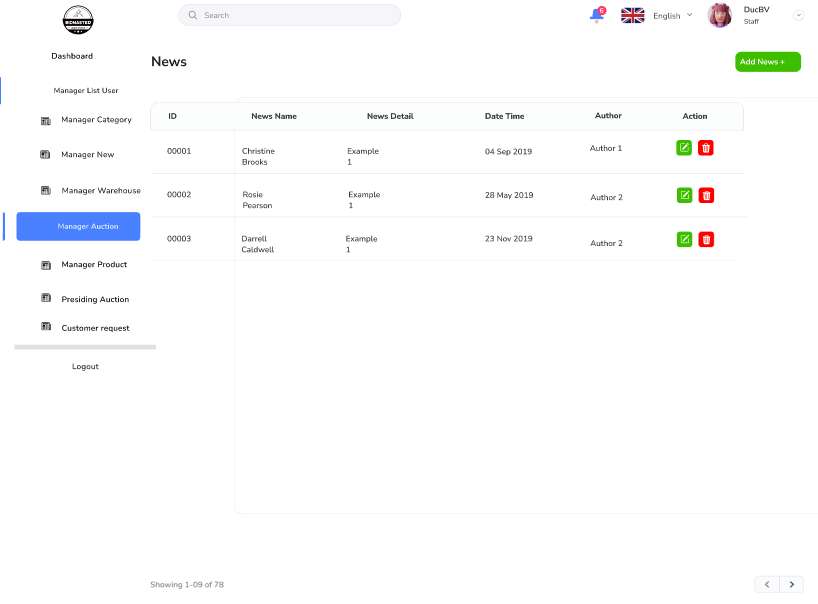 BIDMASTER
Search
6
English
DucBV
Staff
Dashboard
Manager List User
Manager Category
Manager New
Manager Warehouse
Manager Auction
Manager Product
Presiding Auction
Customer request
Logout
News
Add News +
ID News Name News Detail Date Time Author Action
00001 Christine Brooks Example 1 04 Sep 2019 Author 1
00002 Rosie Pearson Example 1 28 May 2019 Author 2
00003 Darrell Caldwell Example 1 23 Nov 2019 Author 2
Showing 1-09 of 78